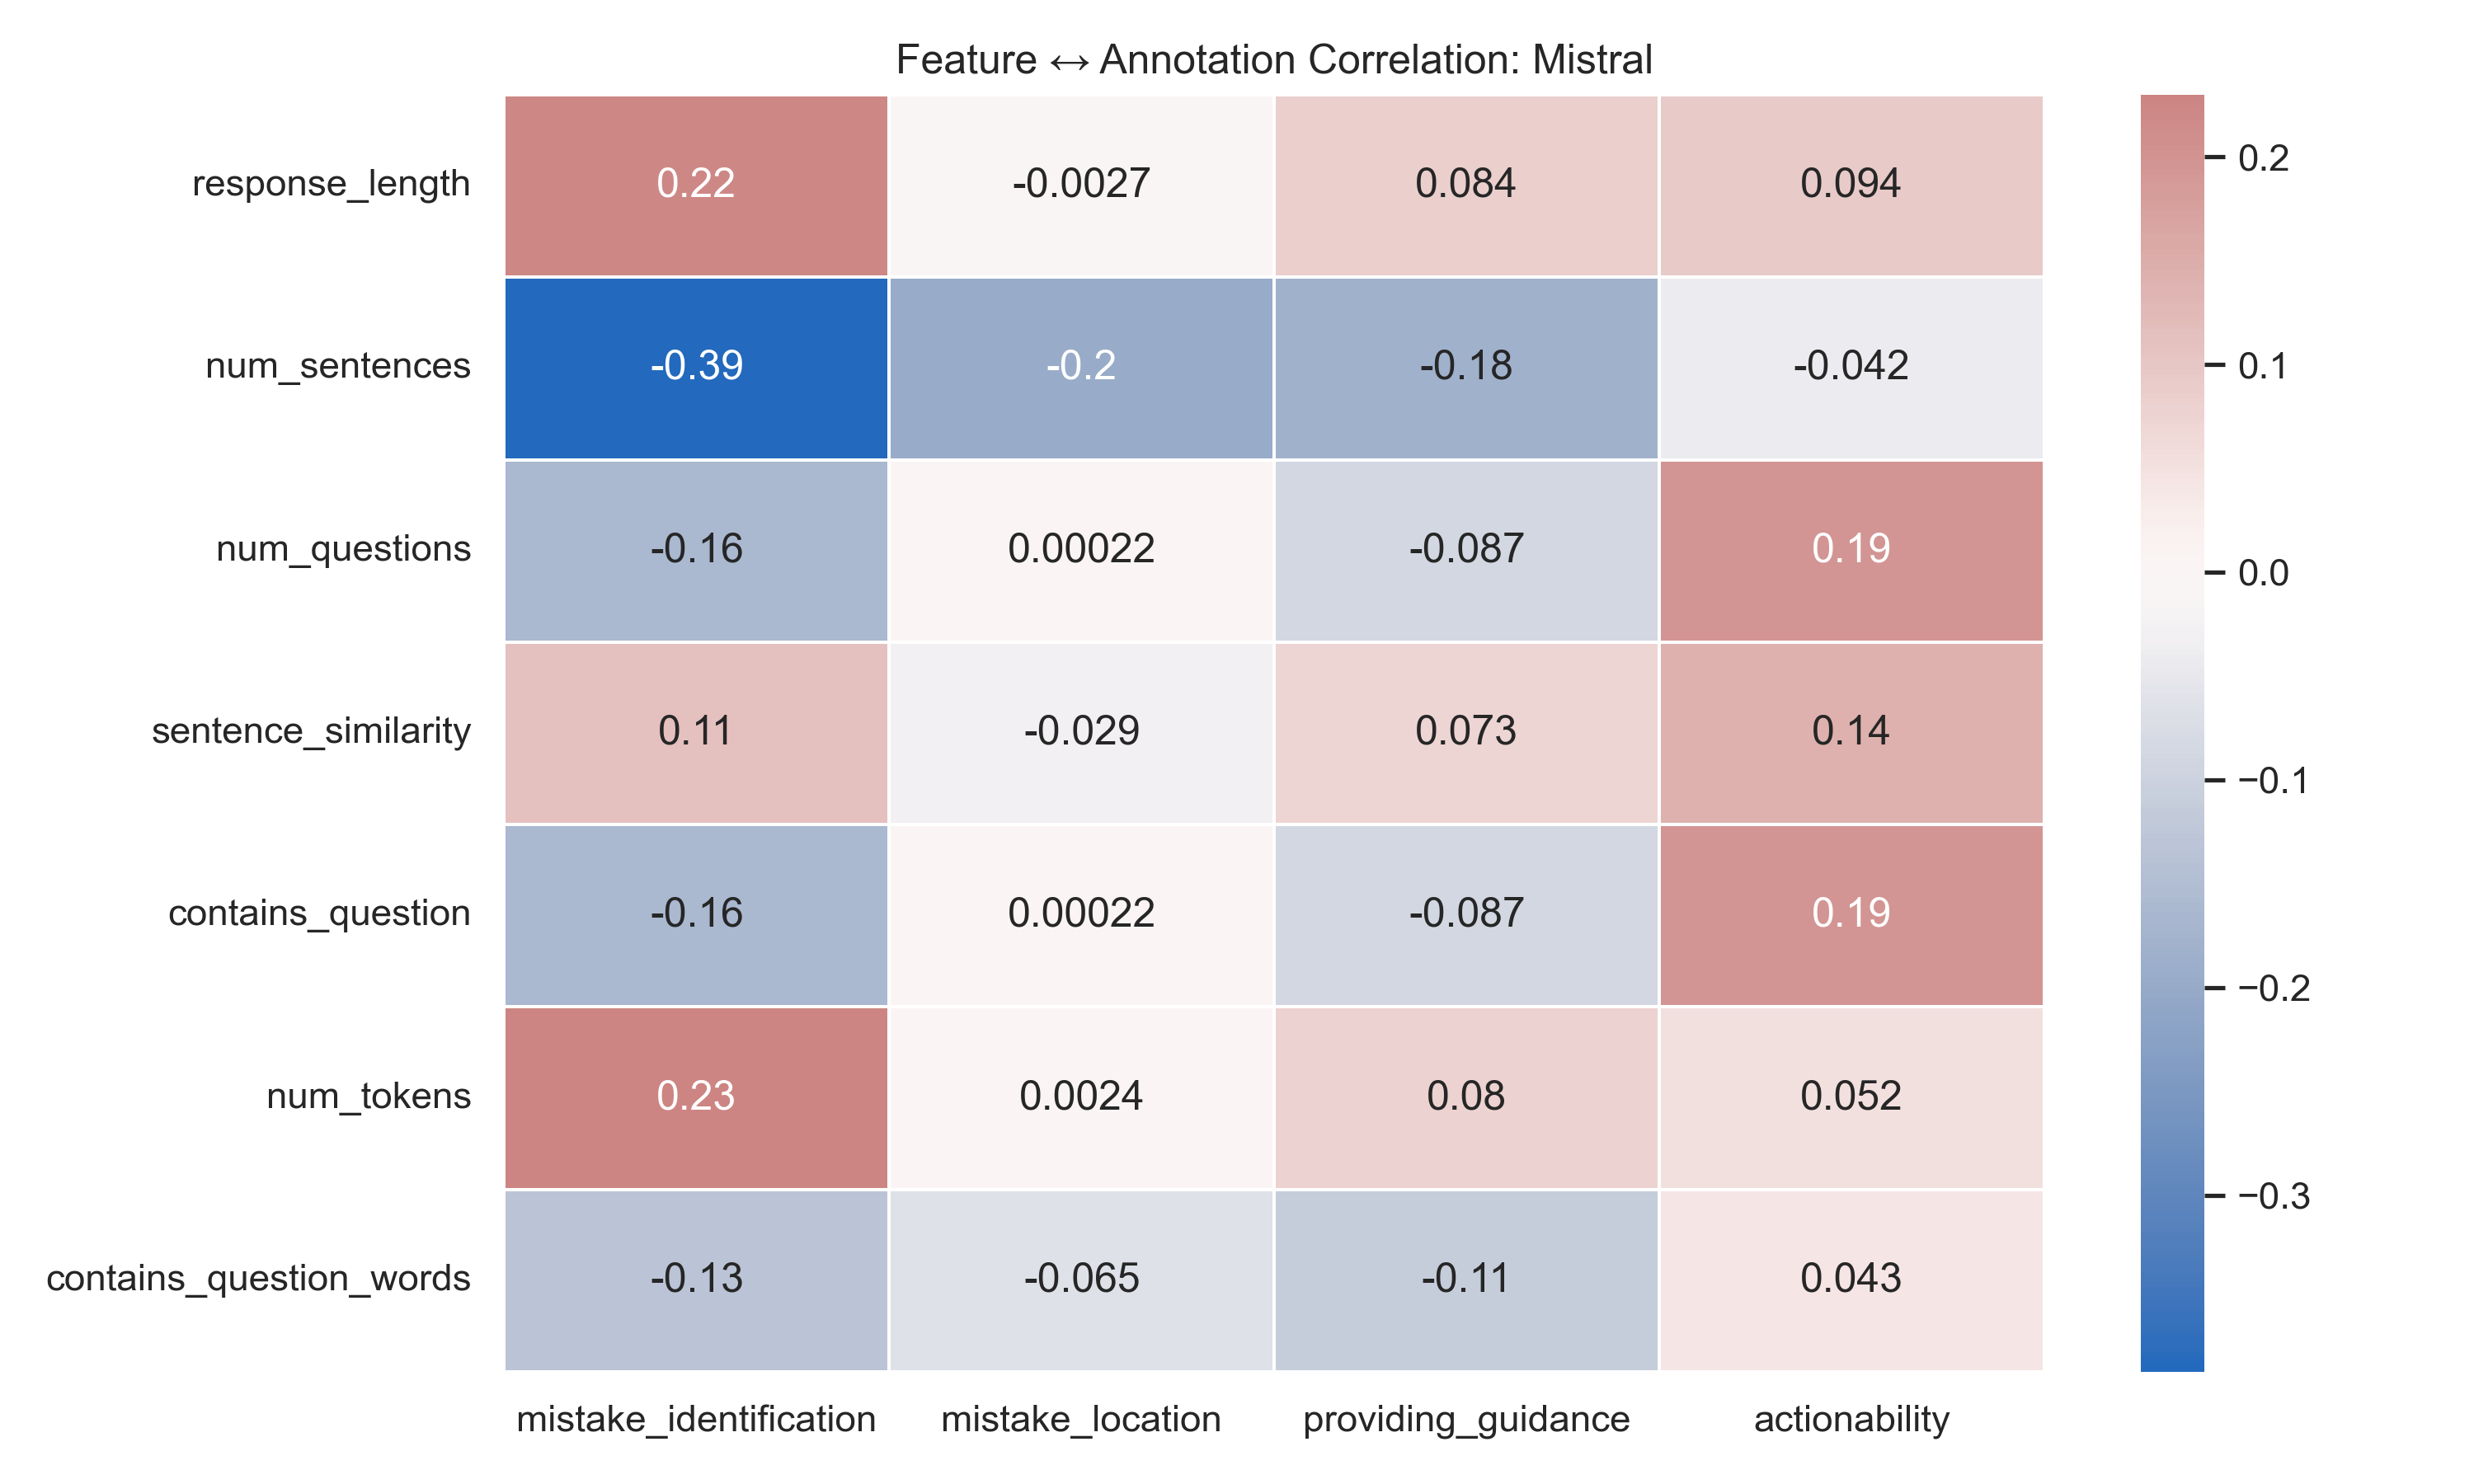 Feature ↔ Annotation Correlation: Mistral
response_length 0.22 -0.0027 0.084 0.094
num_sentences -0.39 -0.2 -0.18 -0.042
num_questions -0.16 0.00022 -0.087 0.19
sentence_similarity 0.11 -0.029 0.073 0.14
contains_question -0.16 0.00022 -0.087 0.19
num_tokens 0.23 0.0024 0.08 0.052
contains_question_words -0.13 -0.065 -0.11 0.043
mistake_identification mistake_location providing_guidance actionability
0.2
0.1
0.0
−0.1
−0.2
−0.3